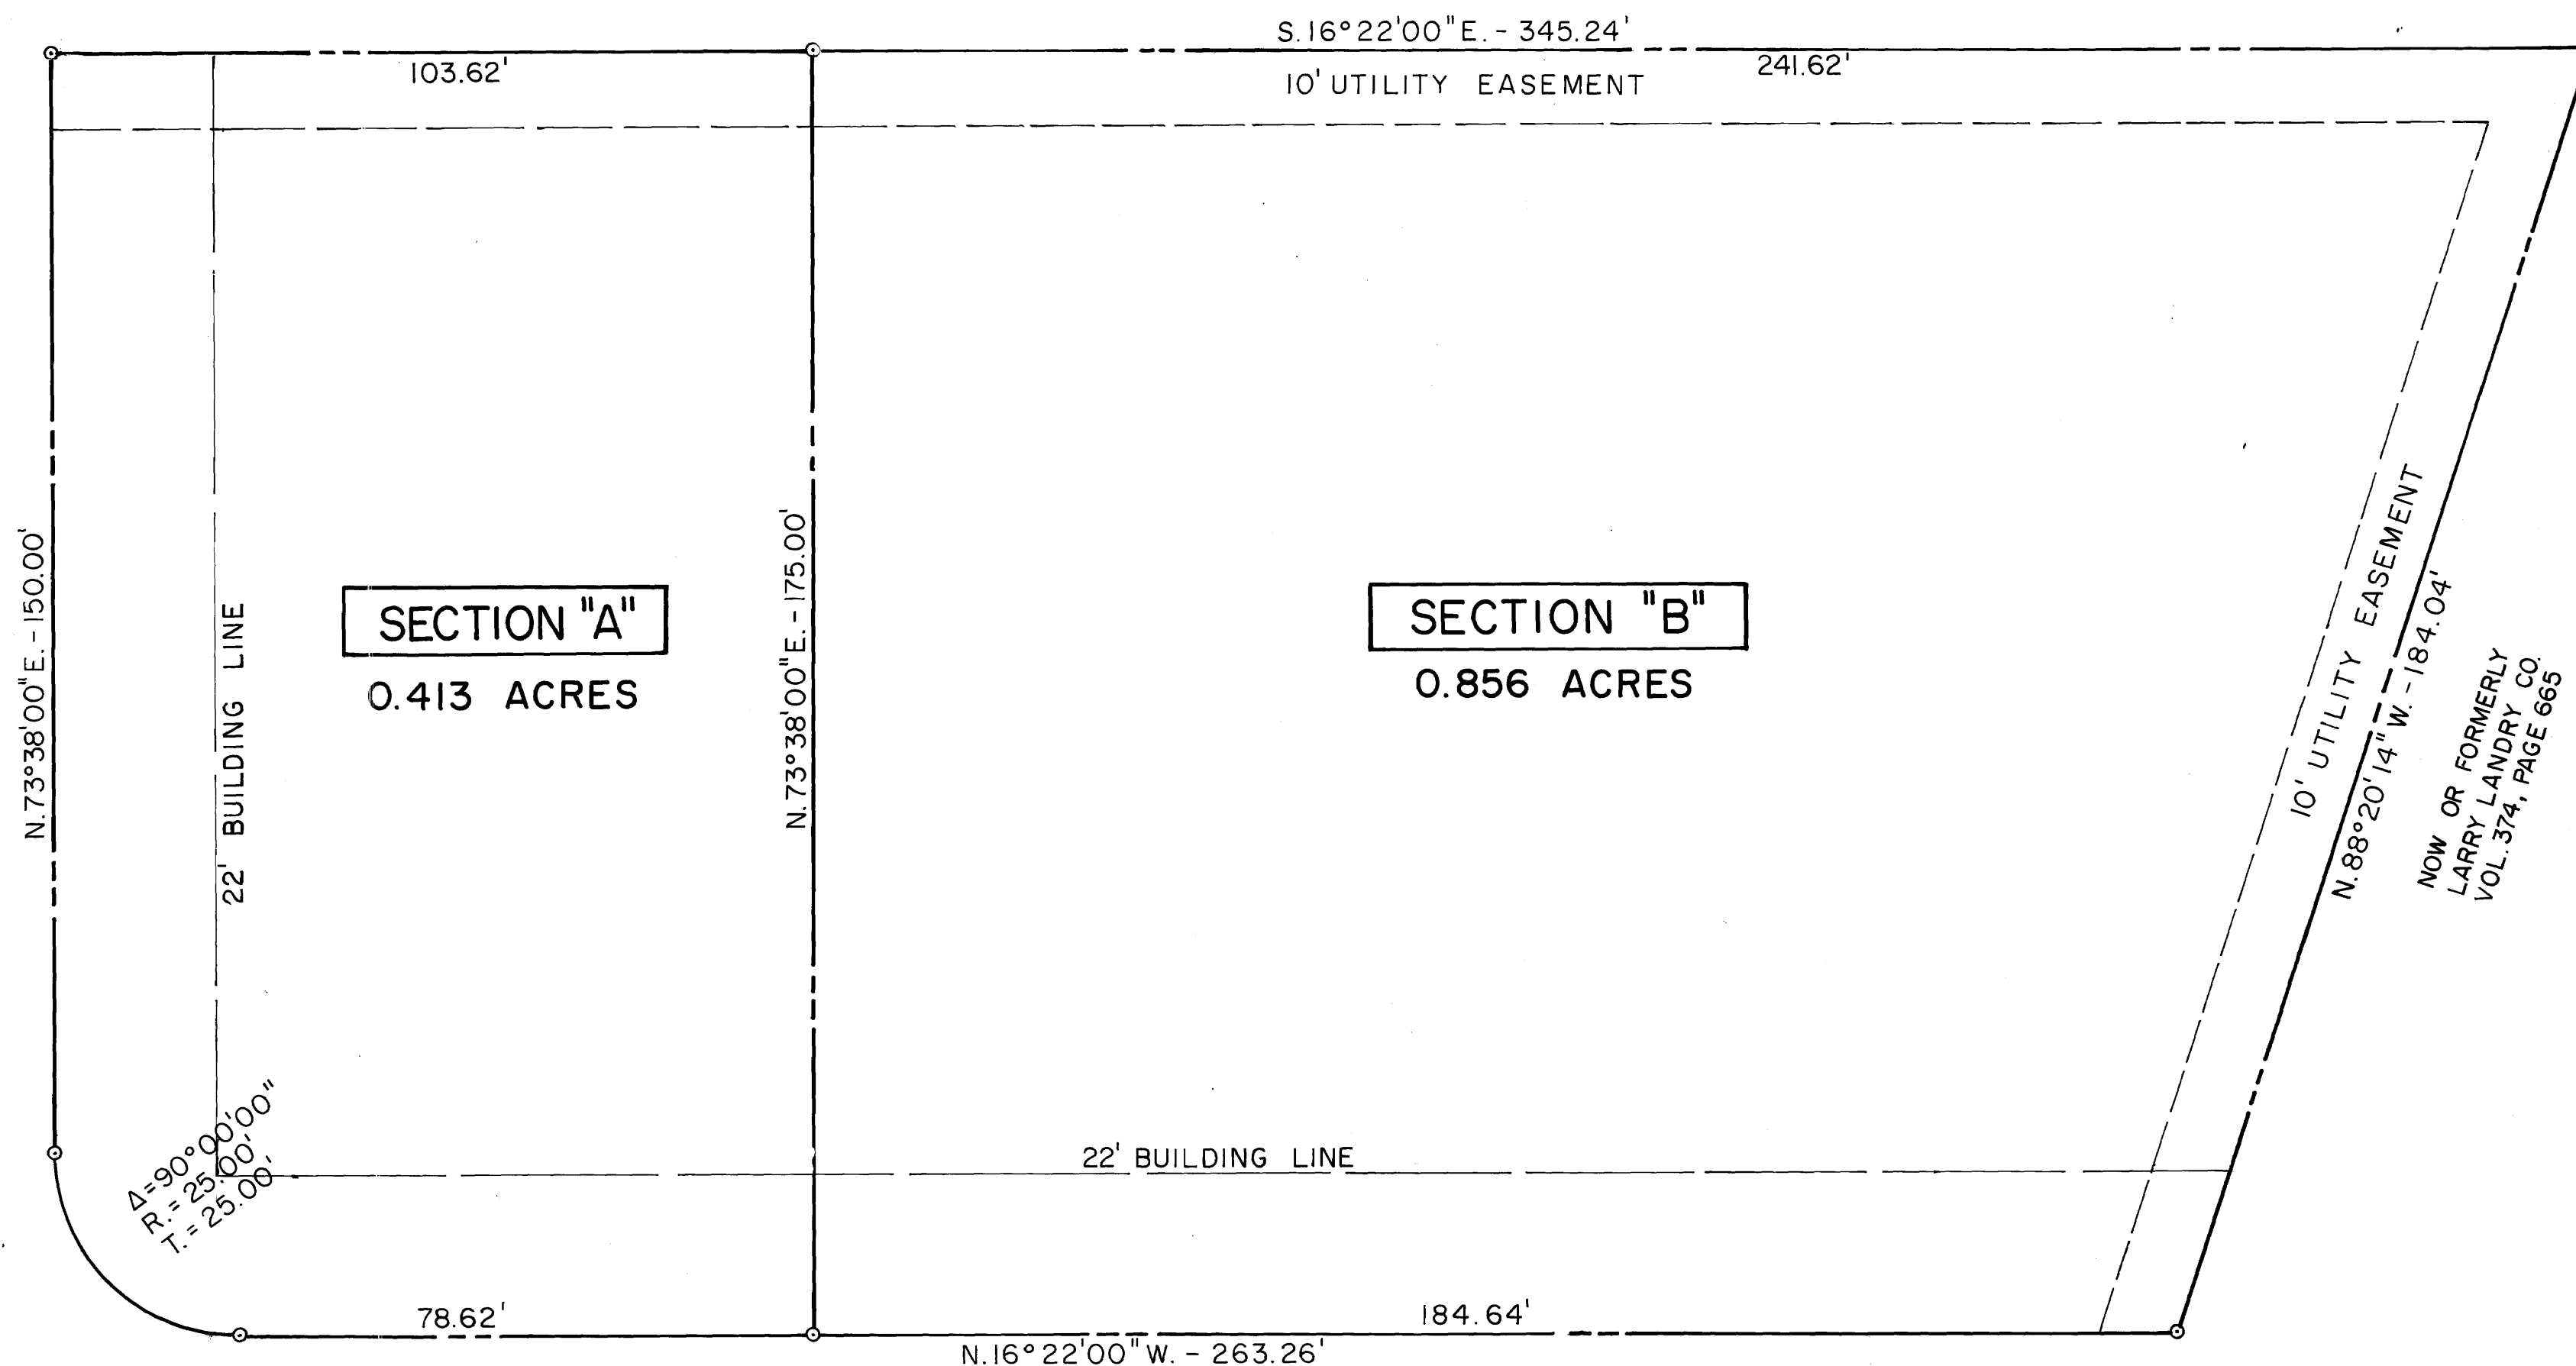 S.16°22'00"E. - 345.24'
103.62'
241.62'
10' UTILITY EASEMENT
N.73°38'00"E. - 150.00'
22' BUILDING LINE
SECTION "A"
0.413 ACRES
N.73°38'00"E. - 175.00'
SECTION "B"
0.856 ACRES
10' UTILITY EASEMENT
N.88°20'14"W. - 184.04'
NOW OR FORMERLY
LARRY LANDRY CO.
VOL. 374, PAGE 665
Δ=90°00'00"
R.=25.00'
T.=25.00'
22' BUILDING LINE
78.62'
184.64'
N.16°22'00"W. - 263.26'